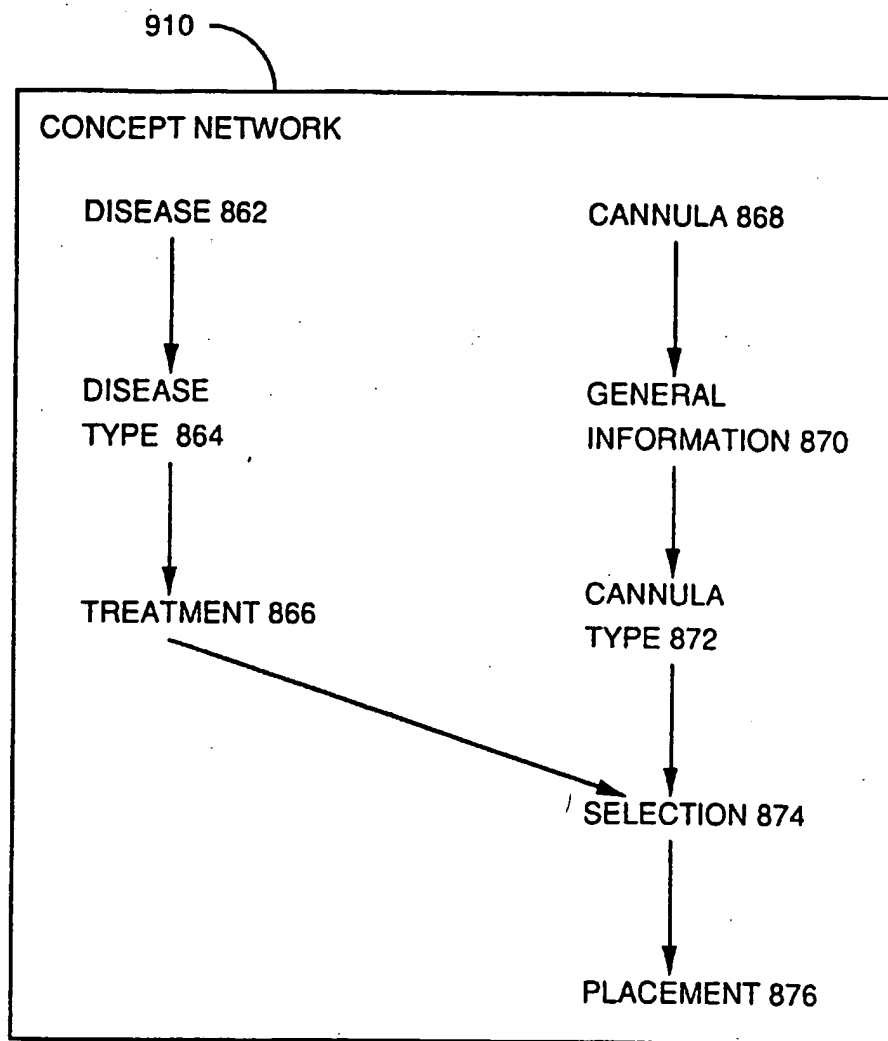 910
CONCEPT NETWORK
DISEASE 862
CANNULA 868
DISEASE
TYPE 864
GENERAL
INFORMATION 870
TREATMENT 866
CANNULA
TYPE 872
SELECTION 874
PLACEMENT 876